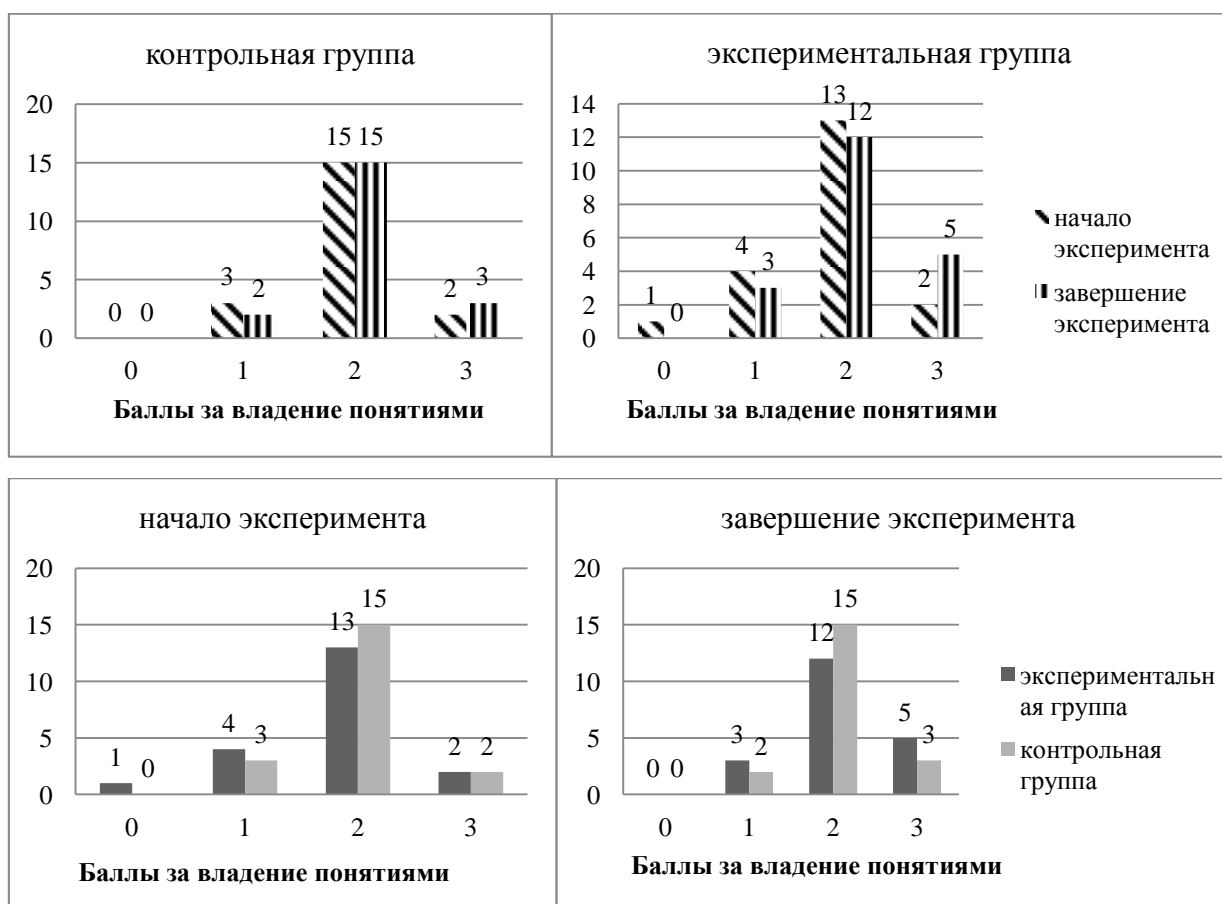 контрольная группа
20
15
10
5
0
0 0
3 2
15 15
2 3
0 1 2 3
Баллы за владение понятиями
экспериментальная группа
14
12
10
8
6
4
2
0
1 0
4 3
13 12
2 5
0 1 2 3
Баллы за владение понятиями
начало
эксперимента
завершение
эксперимента
начало эксперимента
20
15
10
5
0
1 0
4 3
13 15
2 2
0 1 2 3
Баллы за владение понятиями
завершение эксперимента
20
15
10
5
0
0 0
3 2
12 15
5 3
0 1 2 3
Баллы за владение понятиями
экспериментальн
ая группа
контрольная
группа